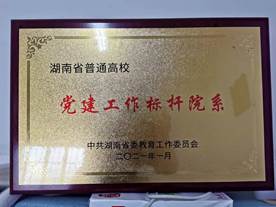 湖南省普通高校
党建工作标杆院系
中共湖南省委教育工作委员会
二〇二一年一月